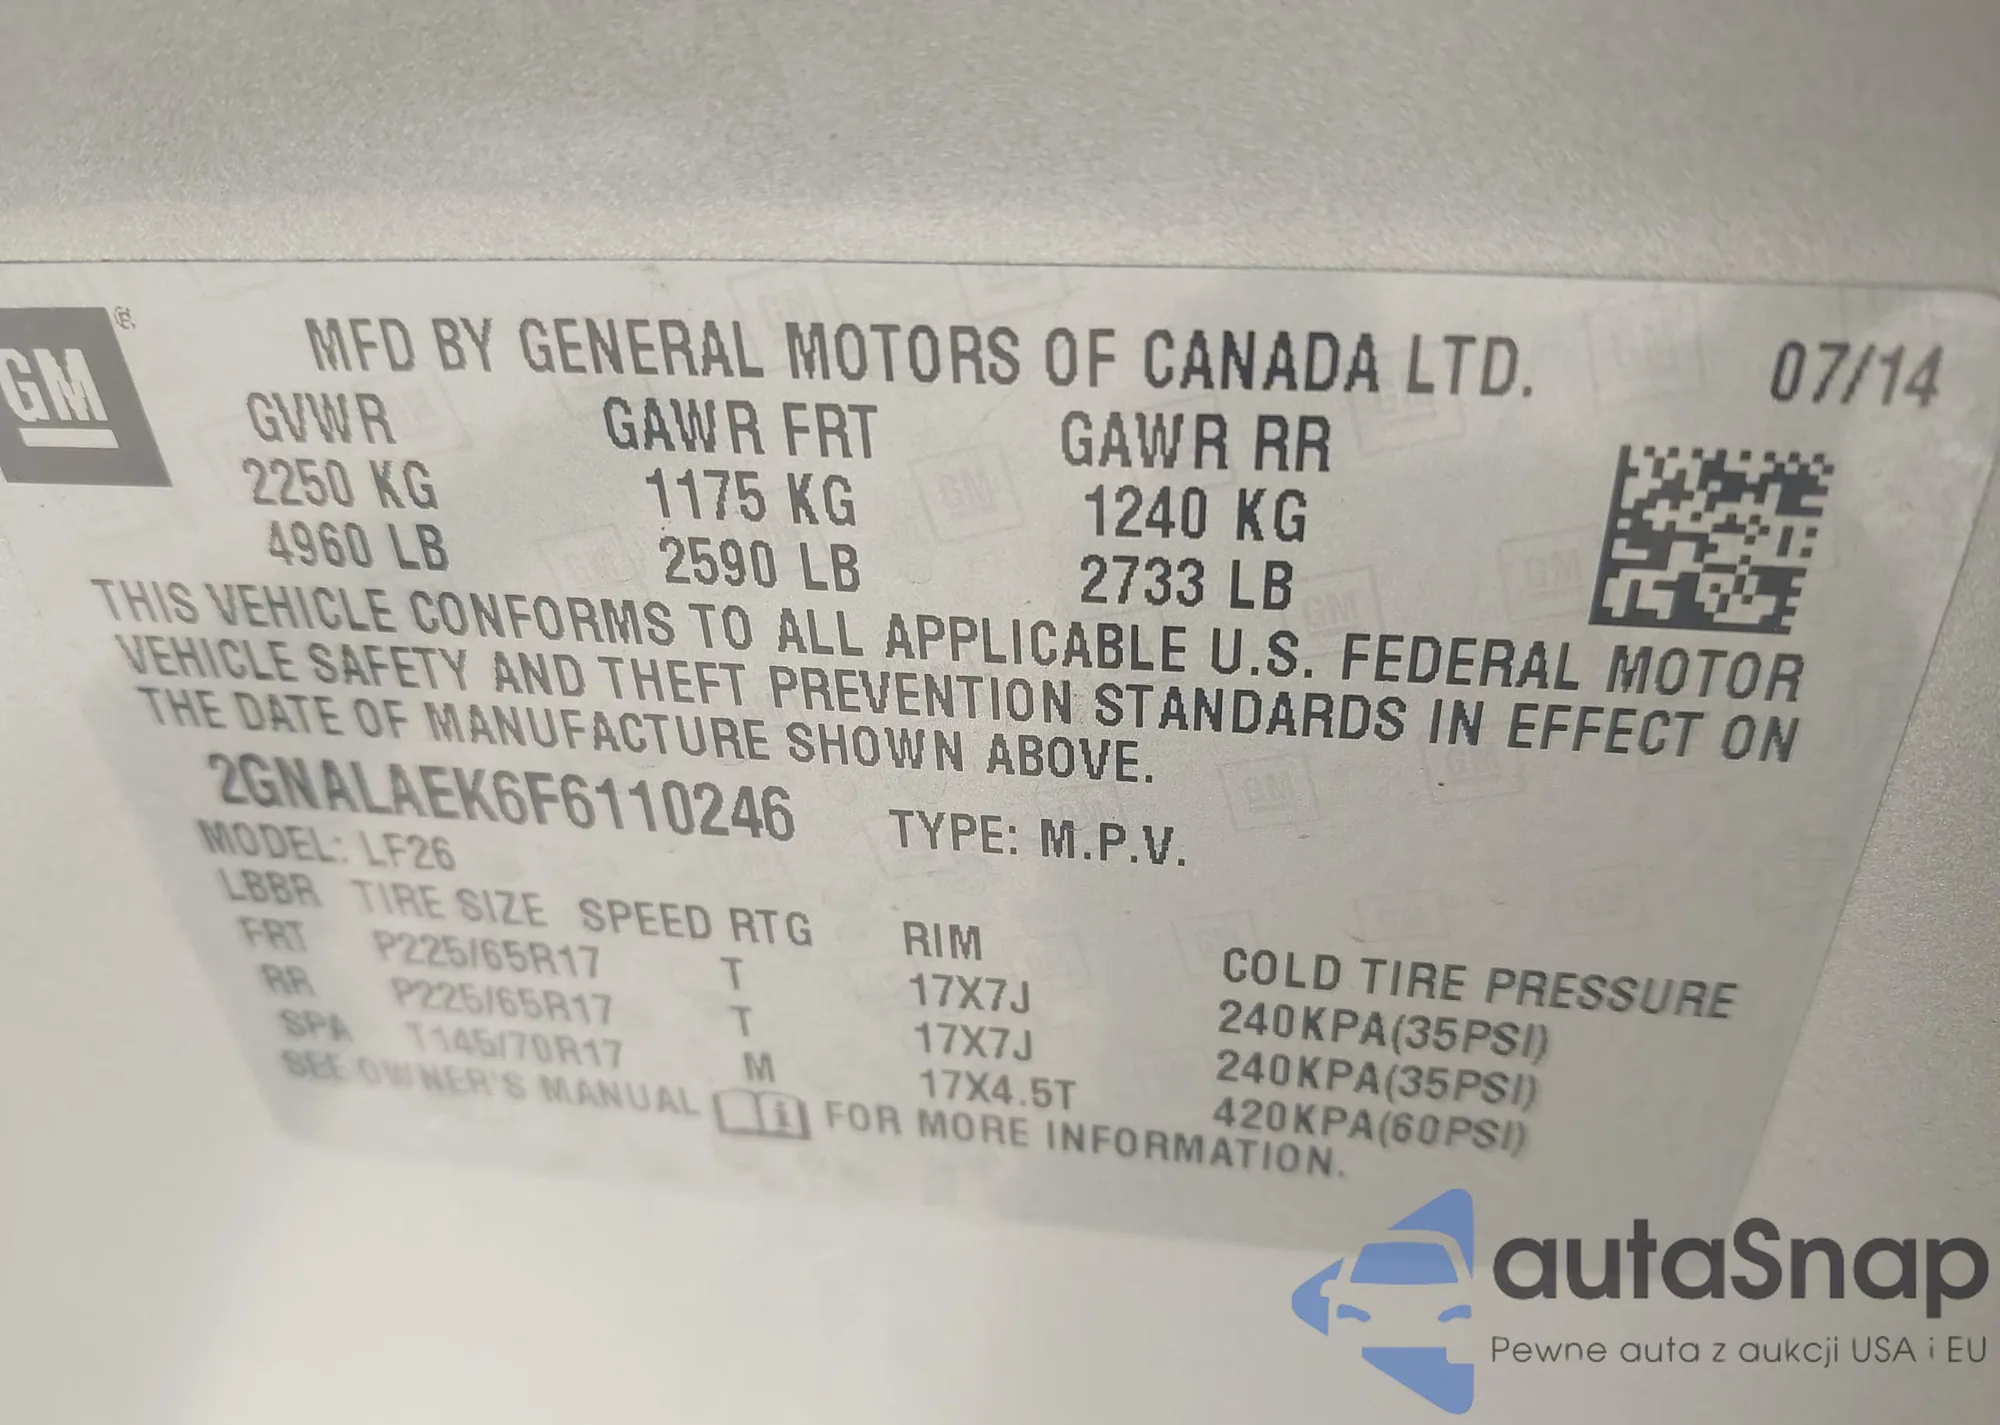 GM ®
MFD BY GENERAL MOTORS OF CANADA LTD. 07/14
GVWR GAWR FRT GAWR RR
2250 KG 1175 KG 1240 KG
4960 LB 2590 LB 2733 LB
THIS VEHICLE CONFORMS TO ALL APPLICABLE U.S. FEDERAL MOTOR
VEHICLE SAFETY AND THEFT PREVENTION STANDARDS IN EFFECT ON
THE DATE OF MANUFACTURE SHOWN ABOVE.
2GNALAEK6F6110246 TYPE: M.P.V.
MODEL: LF26
LBBR TIRE SIZE SPEED RTG RIM COLD TIRE PRESSURE
FRT P225/65R17 T 17X7J 240KPA(35PSI)
RR P225/65R17 T 17X7J 240KPA(35PSI)
SPA T145/70R17 M 17X4.5T 420KPA(60PSI)
SEE OWNER'S MANUAL i FOR MORE INFORMATION.
autaSnap
Pewne auta z aukcji USA i EU